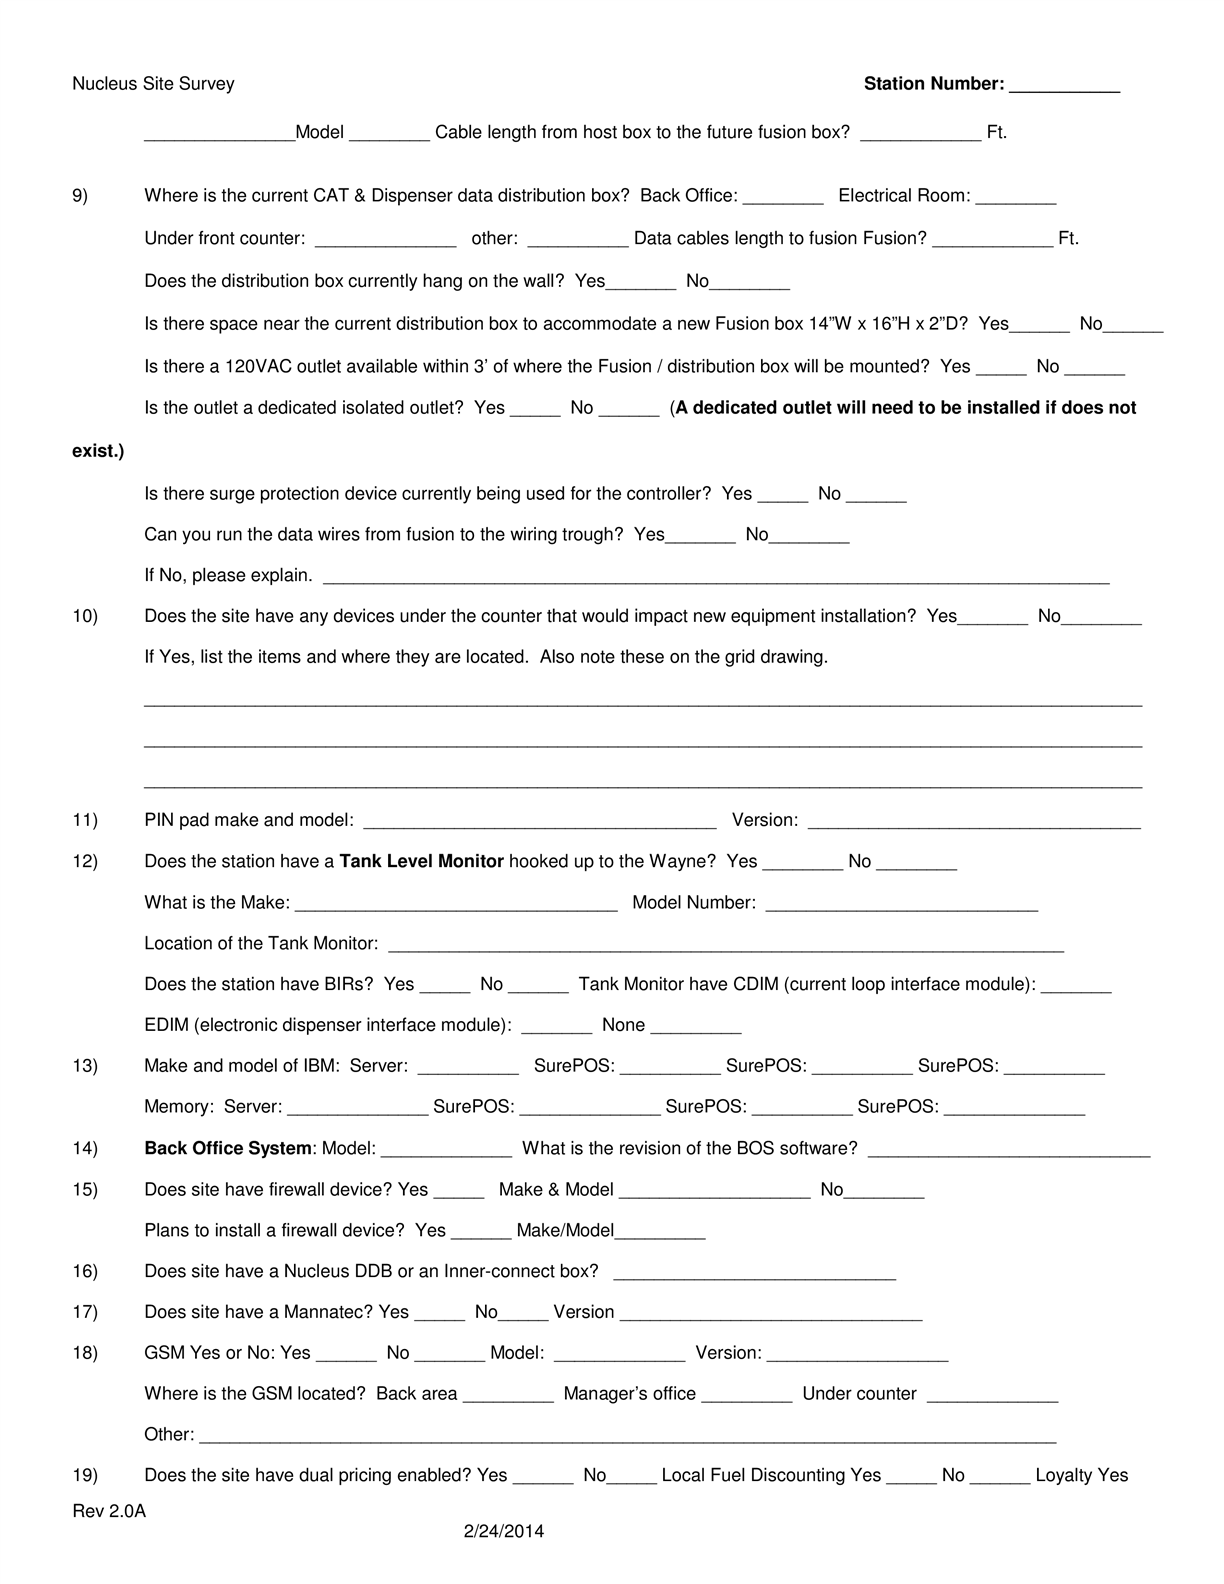 Nucleus Site Survey Station Number: ___________
_______________Model ________ Cable length from host box to the future fusion box? ____________ Ft.
9) Where is the current CAT & Dispenser data distribution box? Back Office: ________ Electrical Room: ________
Under front counter: ______________ other: __________ Data cables length to fusion Fusion? ____________ Ft.
Does the distribution box currently hang on the wall? Yes_______ No________
Is there space near the current distribution box to accommodate a new Fusion box 14”W x 16”H x 2”D? Yes______ No______
Is there a 120VAC outlet available within 3’ of where the Fusion / distribution box will be mounted? Yes _____ No ______
Is the outlet a dedicated isolated outlet? Yes _____ No ______ (A dedicated outlet will need to be installed if does not
exist.)
Is there surge protection device currently being used for the controller? Yes _____ No ______
Can you run the data wires from fusion to the wiring trough? Yes_______ No________
If No, please explain. ______________________________________________________________________________
10) Does the site have any devices under the counter that would impact new equipment installation? Yes_______ No________
If Yes, list the items and where they are located. Also note these on the grid drawing.
___________________________________________________________________________________________________
___________________________________________________________________________________________________
___________________________________________________________________________________________________
11) PIN pad make and model: ___________________________________ Version: _________________________________
12) Does the station have a Tank Level Monitor hooked up to the Wayne? Yes ________ No ________
What is the Make: ________________________________ Model Number: ___________________________
Location of the Tank Monitor: ___________________________________________________________________
Does the station have BIRs? Yes _____ No ______ Tank Monitor have CDIM (current loop interface module): _______
EDIM (electronic dispenser interface module): _______ None _________
13) Make and model of IBM: Server: __________ SurePOS: __________ SurePOS: __________ SurePOS: __________
Memory: Server: ______________ SurePOS: ______________ SurePOS: __________ SurePOS: ______________
14) Back Office System: Model: _____________ What is the revision of the BOS software? ____________________________
15) Does site have firewall device? Yes _____ Make & Model ___________________ No________
Plans to install a firewall device? Yes ______ Make/Model_________
16) Does site have a Nucleus DDB or an Inner-connect box? ____________________________
17) Does site have a Mannatec? Yes _____ No_____ Version ______________________________
18) GSM Yes or No: Yes ______ No _______ Model: _____________ Version: __________________
Where is the GSM located? Back area _________ Manager’s office _________ Under counter _____________
Other: _____________________________________________________________________________________
19) Does the site have dual pricing enabled? Yes ______ No_____ Local Fuel Discounting Yes _____ No ______ Loyalty Yes
Rev 2.0A
2/24/2014